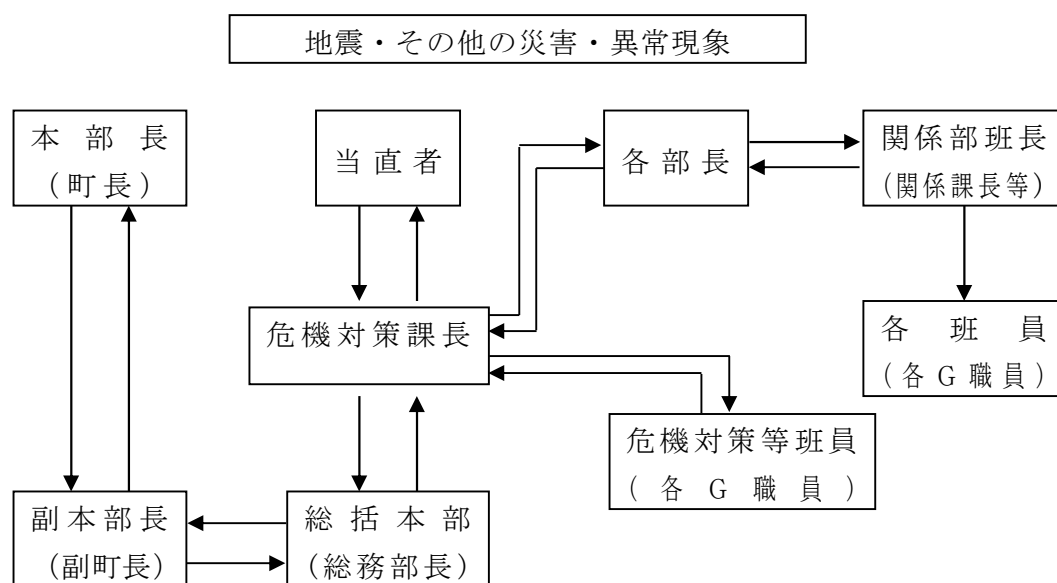 地震・その他の災害・異常現象
本部長
(町長)
当直者
各部長
関係部班長
(関係課長等)
危機対策課長
各班員
(各G職員)
危機対策等班員
(各G職員)
副本部長
(副町長)
総括本部
(総務部長)